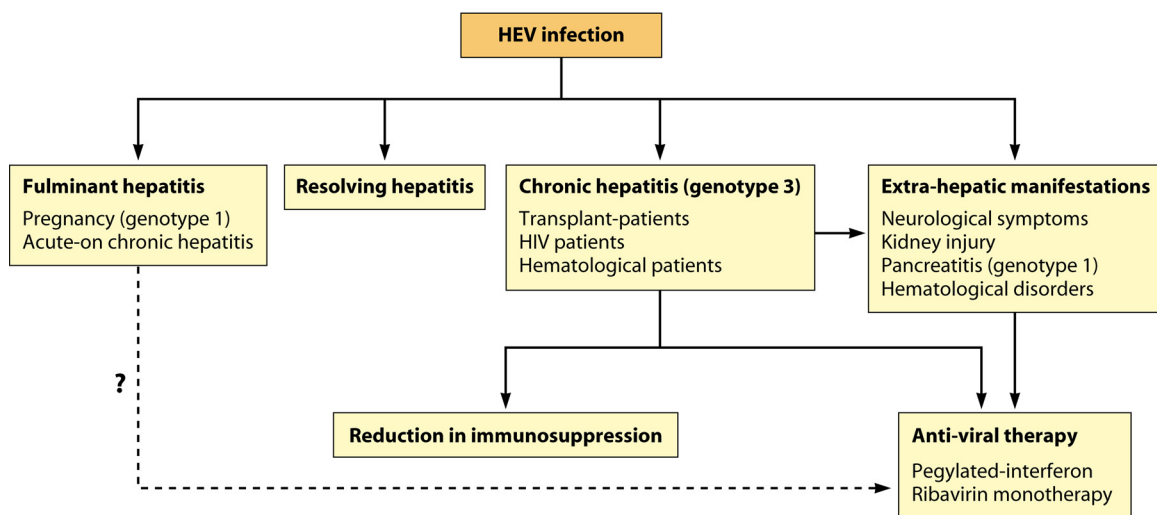 HEV infection
Fulminant hepatitis
Pregnancy (genotype 1)
Acute-on chronic hepatitis
Resolving hepatitis
Chronic hepatitis (genotype 3)
Transplant-patients
HIV patients
Hematological patients
Extra-hepatic manifestations
Neurological symptoms
Kidney injury
Pancreatitis (genotype 1)
Hematological disorders
?
Reduction in immunosuppression
Anti-viral therapy
Pegylated-interferon
Ribavirin monotherapy